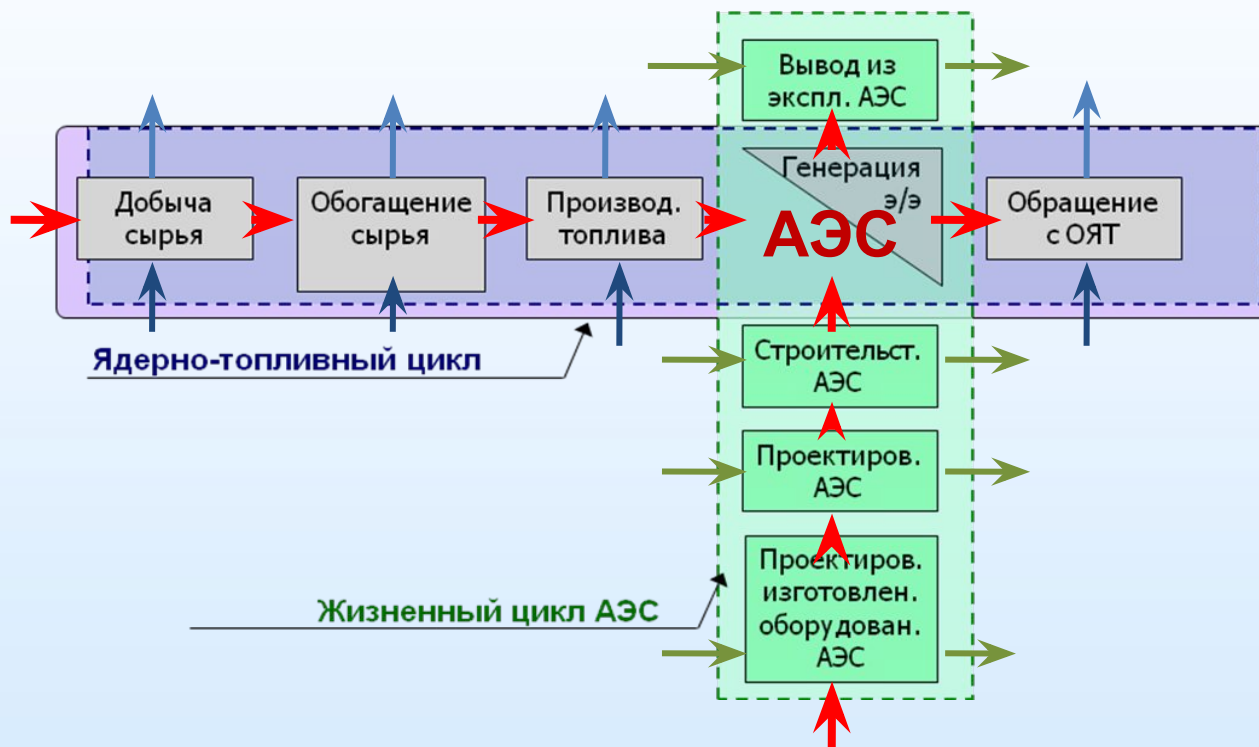 Вывод из
экспл. АЭС
Добыча
сырья
Обогащение
сырья
Производ.
топлива
Генерация
э/э
АЭС
Обращение
с ОЯТ
Ядерно-топливный цикл
Строительст.
АЭС
Проектиров.
АЭС
Проектиров.
изготовлен.
оборудован.
АЭС
Жизненный цикл АЭС